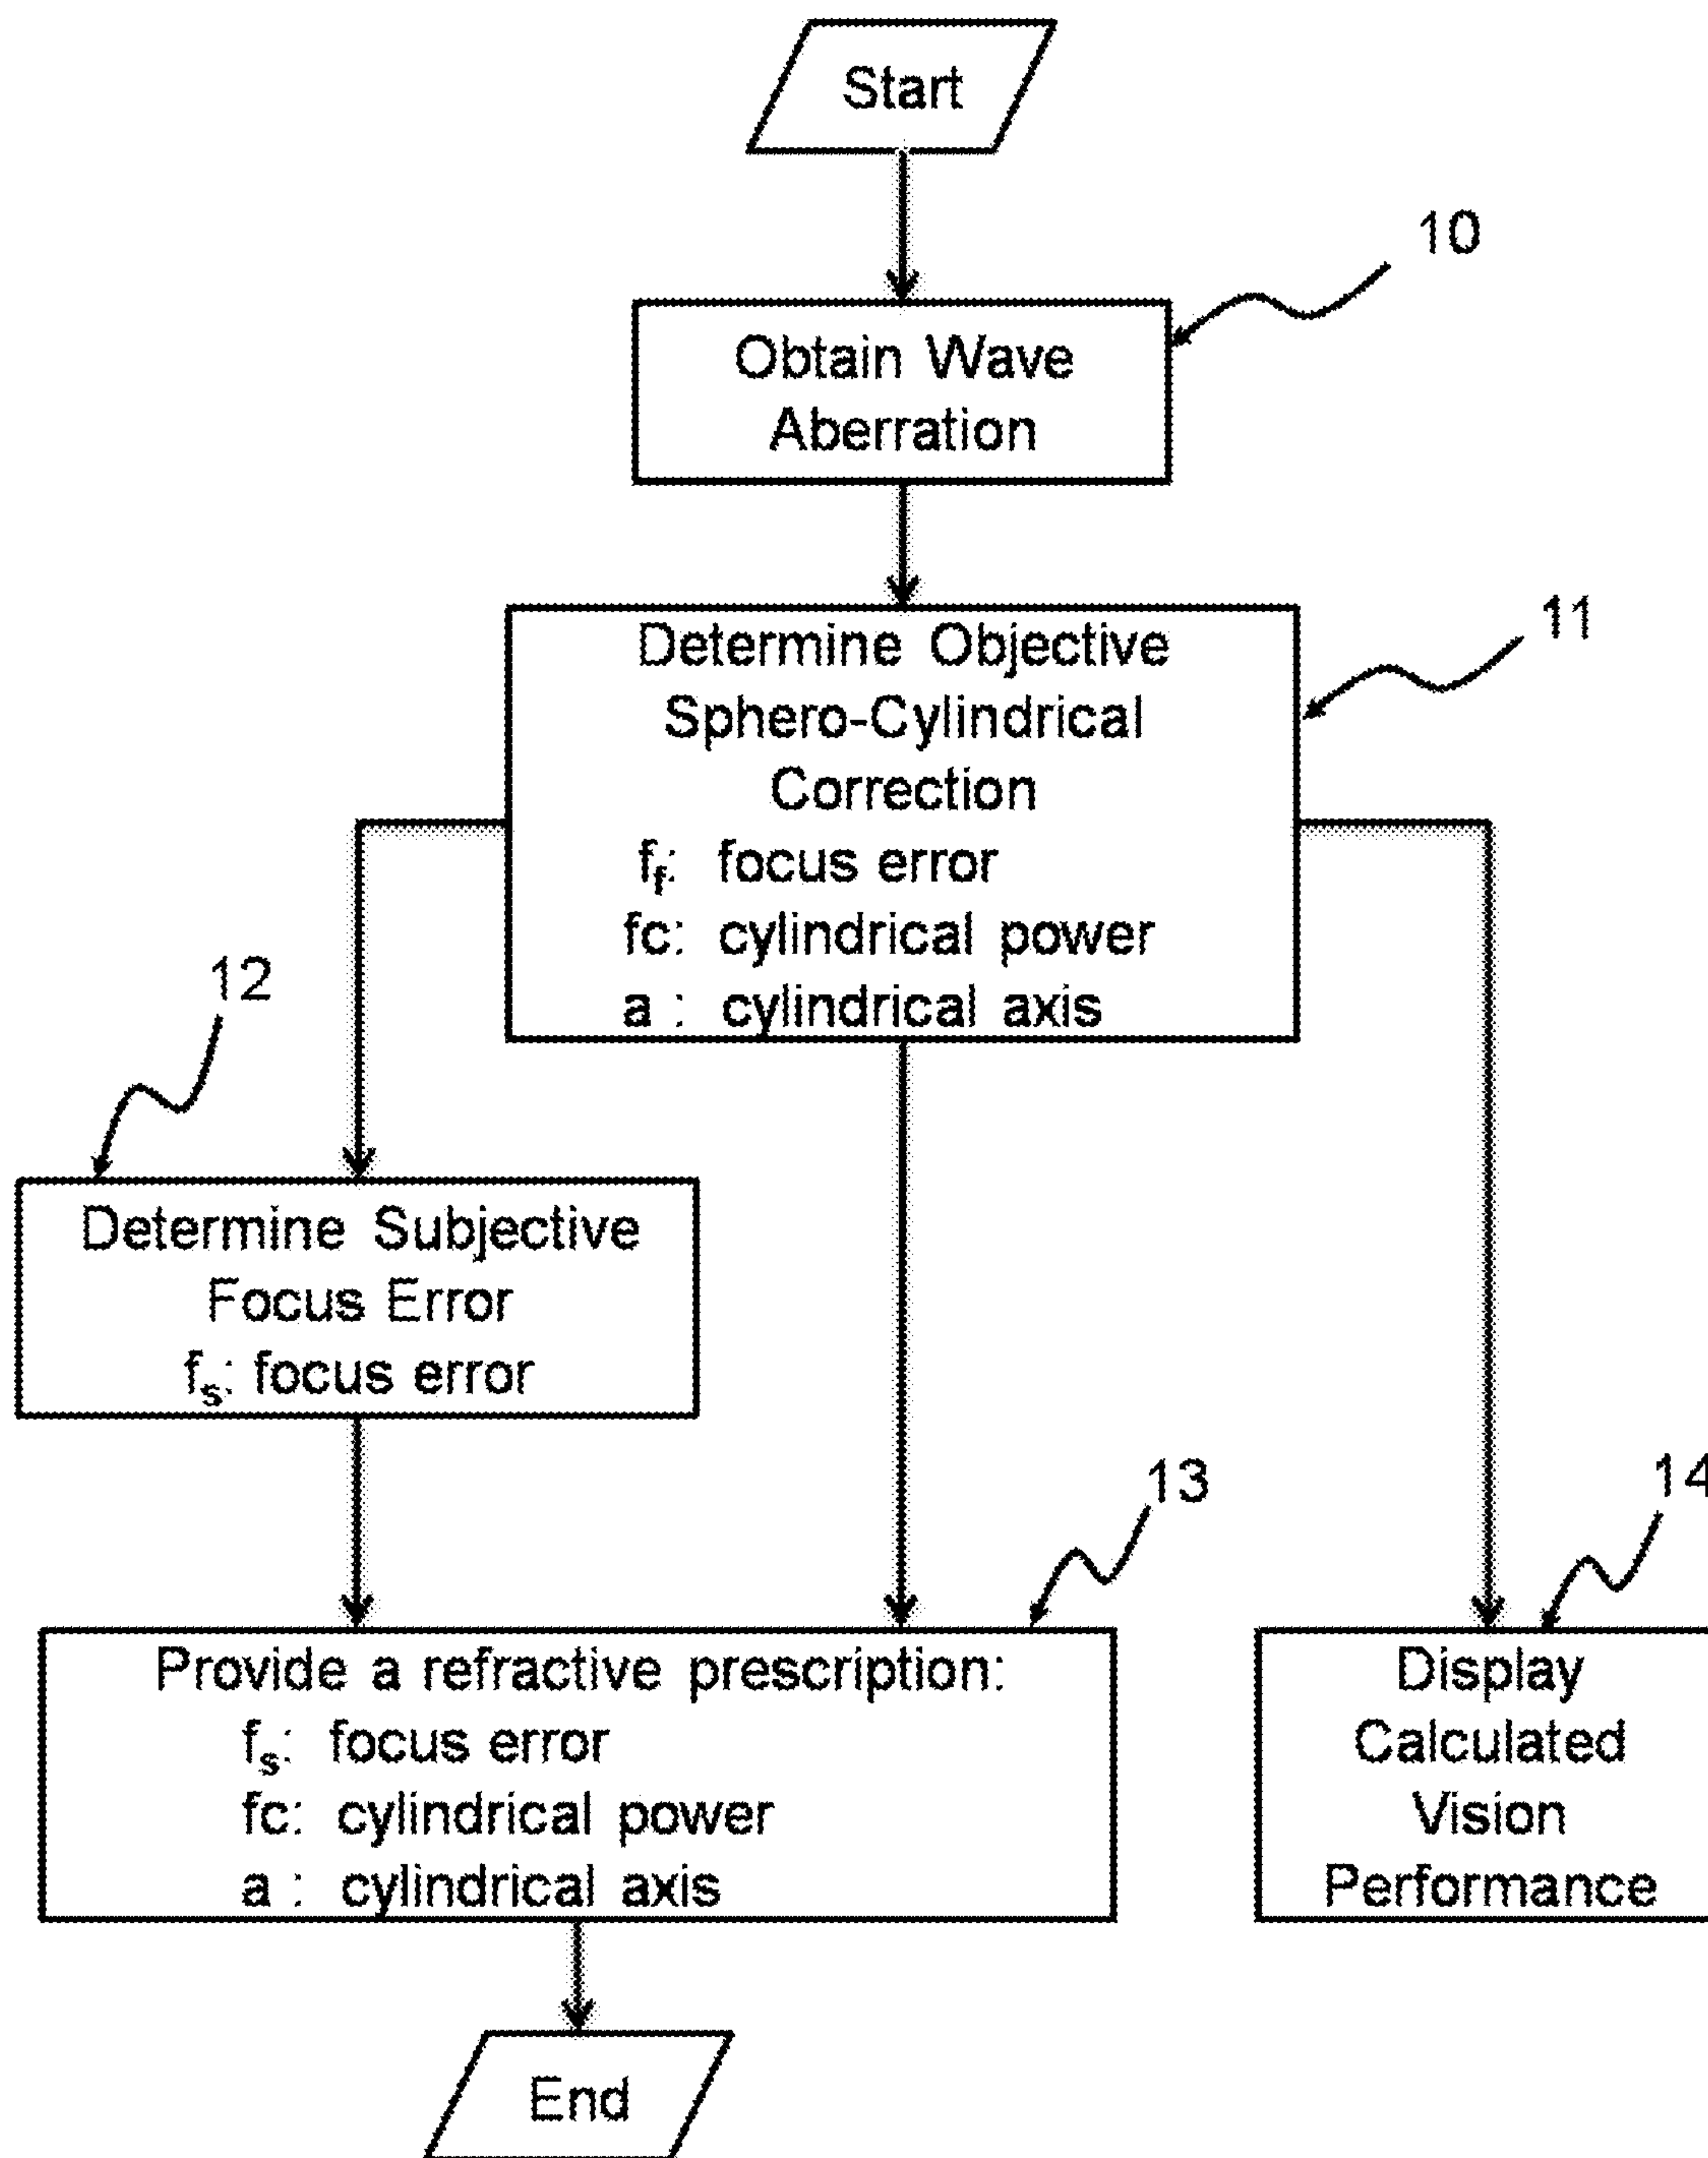 Start
10
Obtain Wave
Aberration
11
Determine Objective
Sphero-Cylindrical
Correction
f_f: focus error
fc: cylindrical power
a : cylindrical axis
12
Determine Subjective
Focus Error
f_s: focus error
13
Provide a refractive prescription:
f_s: focus error
fc: cylindrical power
a : cylindrical axis
14
Display
Calculated
Vision
Performance
End